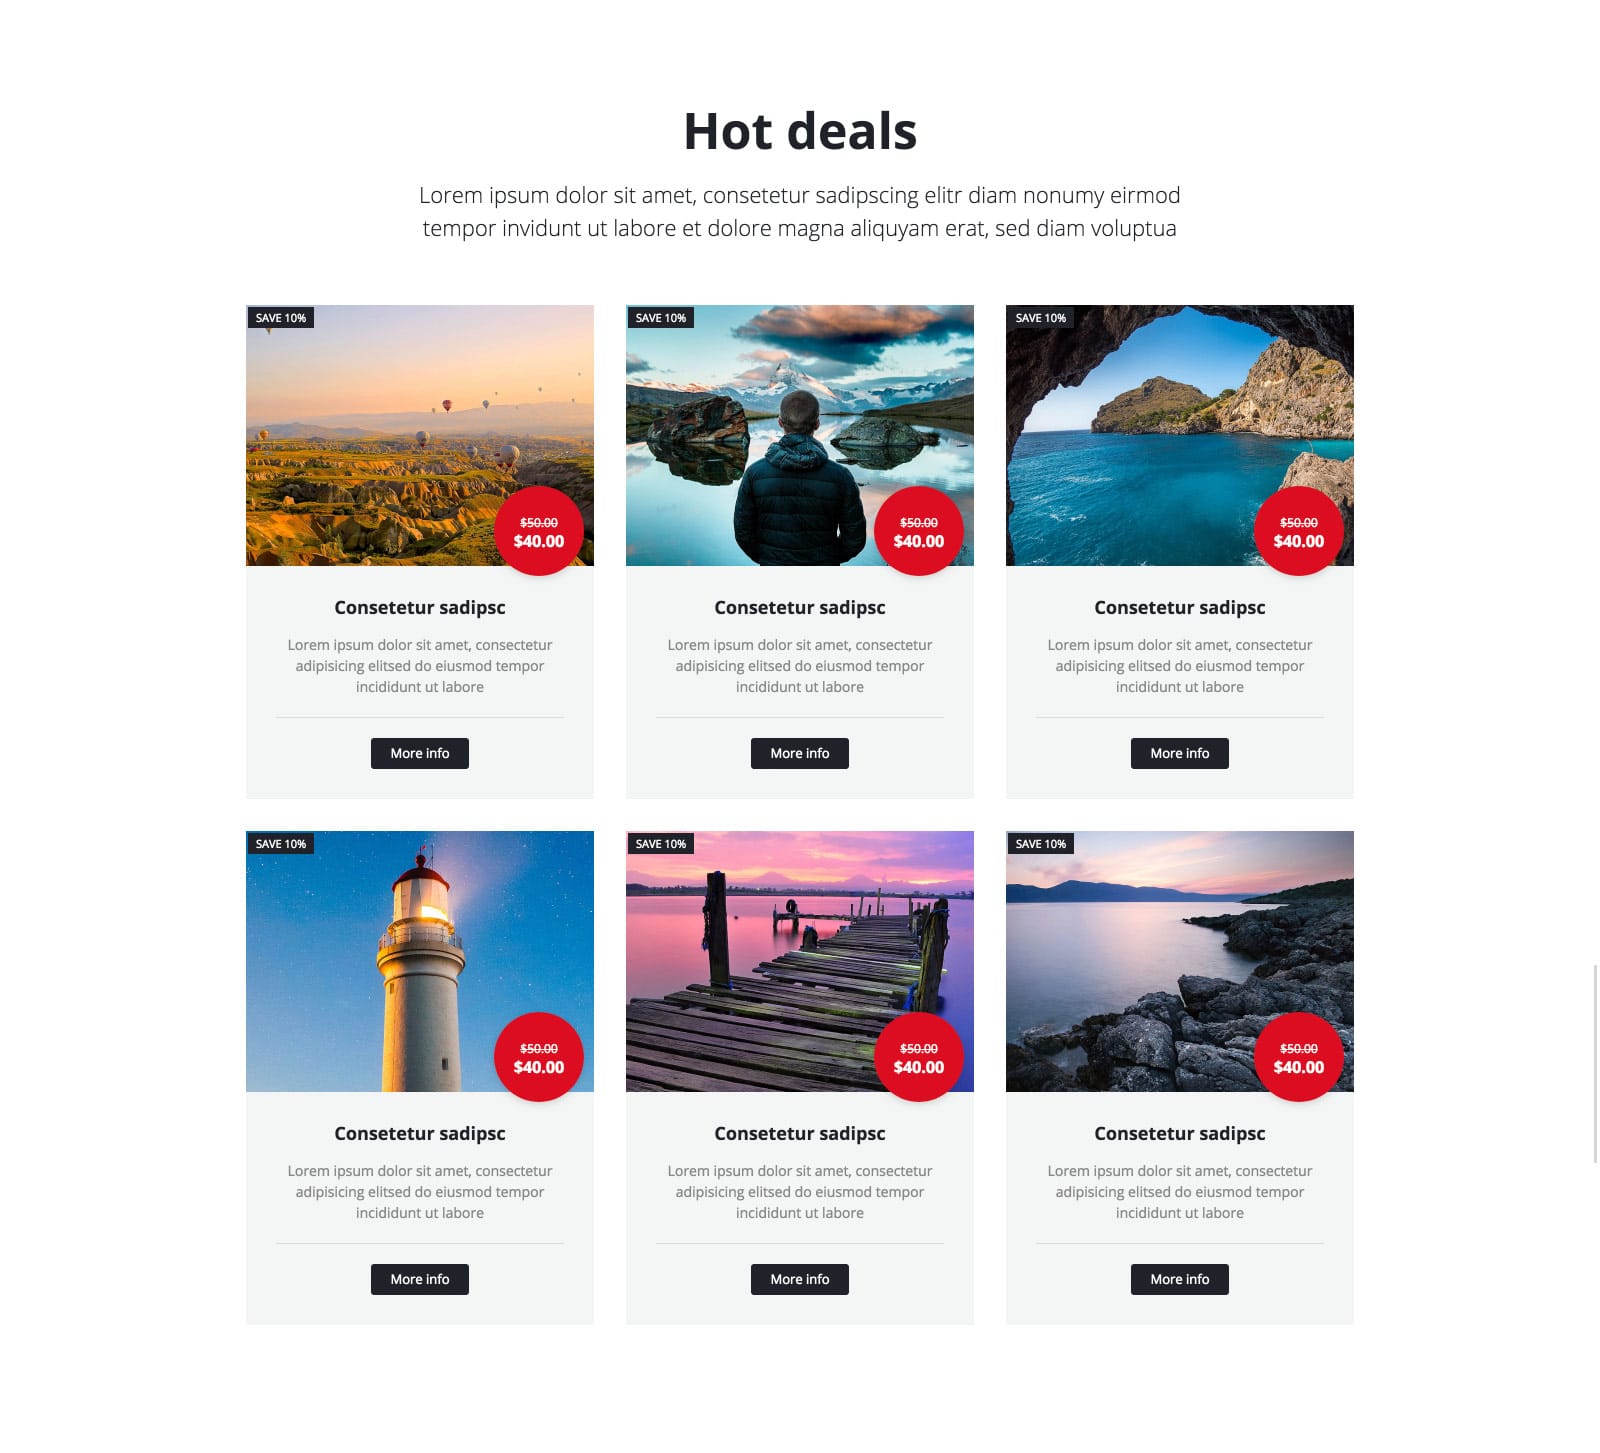 Hot deals
Lorem ipsum dolor sit amet, consetetur sadipscing elitr diam nonumy eirmod
tempor invidunt ut labore et dolore magna aliquyam erat, sed diam voluptua
SAVE 10%
$50.00
$40.00
Consetetur sadipsc
Lorem ipsum dolor sit amet, consectetur
adipisicing elitsed do eiusmod tempor
incididunt ut labore
More info
SAVE 10%
$50.00
$40.00
Consetetur sadipsc
Lorem ipsum dolor sit amet, consectetur
adipisicing elitsed do eiusmod tempor
incididunt ut labore
More info
SAVE 10%
$50.00
$40.00
Consetetur sadipsc
Lorem ipsum dolor sit amet, consectetur
adipisicing elitsed do eiusmod tempor
incididunt ut labore
More info
SAVE 10%
$50.00
$40.00
Consetetur sadipsc
Lorem ipsum dolor sit amet, consectetur
adipisicing elitsed do eiusmod tempor
incididunt ut labore
More info
SAVE 10%
$50.00
$40.00
Consetetur sadipsc
Lorem ipsum dolor sit amet, consectetur
adipisicing elitsed do eiusmod tempor
incididunt ut labore
More info
SAVE 10%
$50.00
$40.00
Consetetur sadipsc
Lorem ipsum dolor sit amet, consectetur
adipisicing elitsed do eiusmod tempor
incididunt ut labore
More info